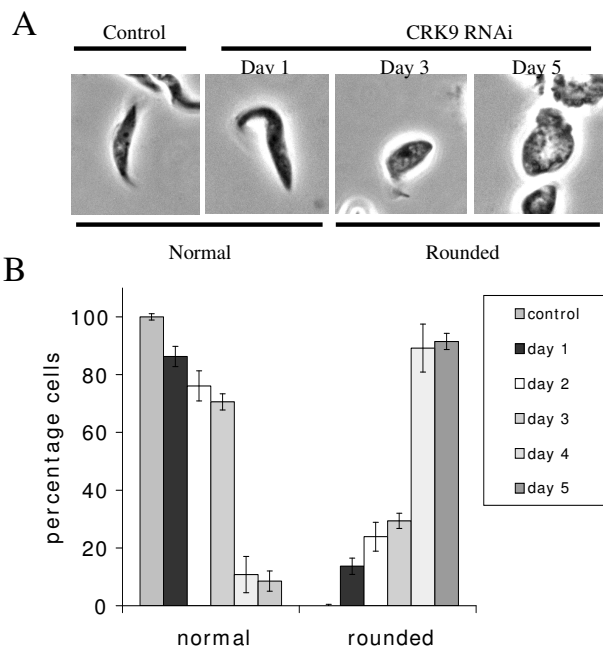 A
Control
CRK9 RNAi
Day 1
Day 3
Day 5
Normal
Rounded
B
100
80
60
40
20
0
percentage cells
normal
rounded
control
day 1
day 2
day 3
day 4
day 5